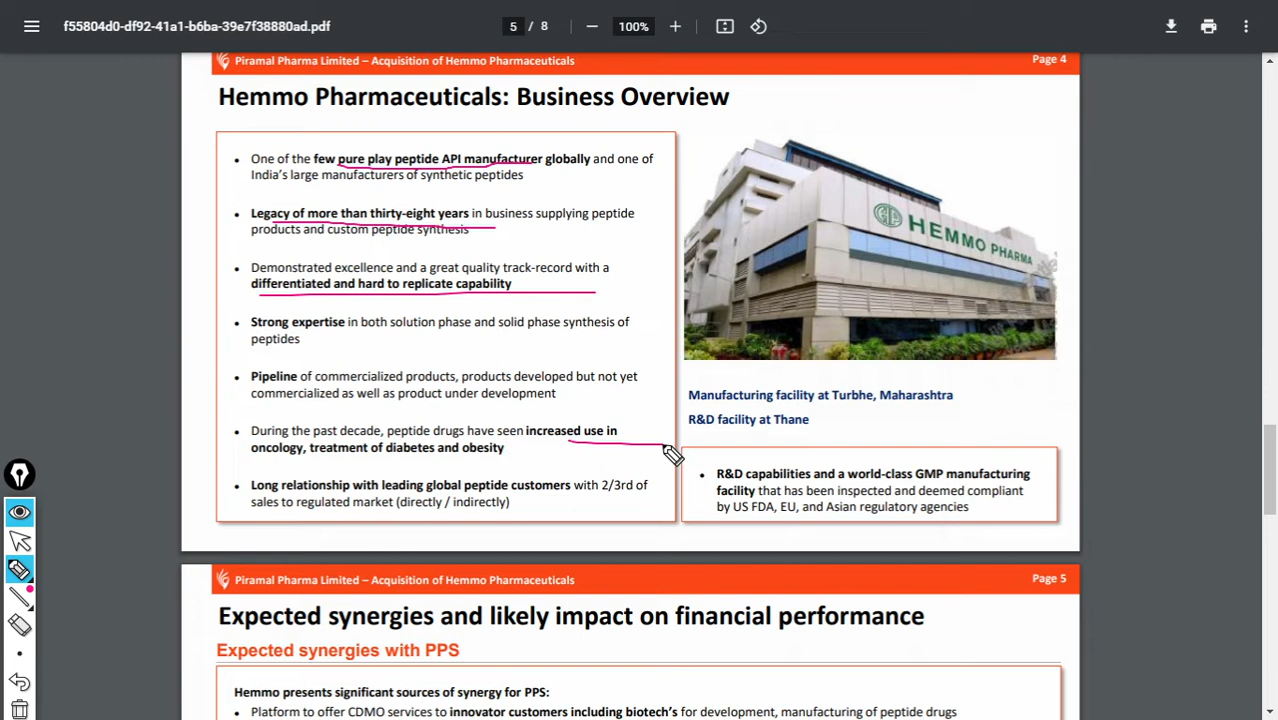 f55804d0-df92-41a1-b6ba-39e7f38880ad.pdf
5 / 8
100%
Piramal Pharma Limited – Acquisition of Hemmo Pharmaceuticals
Page 4
Hemmo Pharmaceuticals: Business Overview
• One of the few pure play peptide API manufacturer globally and one of
India's large manufacturers of synthetic peptides
• Legacy of more than thirty-eight years in business supplying peptide
products and custom peptide synthesis
• Demonstrated excellence and a great quality track-record with a
differentiated and hard to replicate capability
• Strong expertise in both solution phase and solid phase synthesis of
peptides
• Pipeline of commercialized products, products developed but not yet
commercialized as well as product under development
• During the past decade, peptide drugs have seen increased use in
oncology, treatment of diabetes and obesity
• Long relationship with leading global peptide customers with 2/3rd of
sales to regulated market (directly / indirectly)
HEMMO PHARMA
Manufacturing facility at Turbhe, Maharashtra
R&D facility at Thane
• R&D capabilities and a world-class GMP manufacturing
facility that has been inspected and deemed compliant
by US FDA, EU, and Asian regulatory agencies
Piramal Pharma Limited – Acquisition of Hemmo Pharmaceuticals
Page 5
Expected synergies and likely impact on financial performance
Expected synergies with PPS
Hemmo presents significant sources of synergy for PPS:
• Platform to offer CDMO services to innovator customers including biotech's for development, manufacturing of peptide drugs